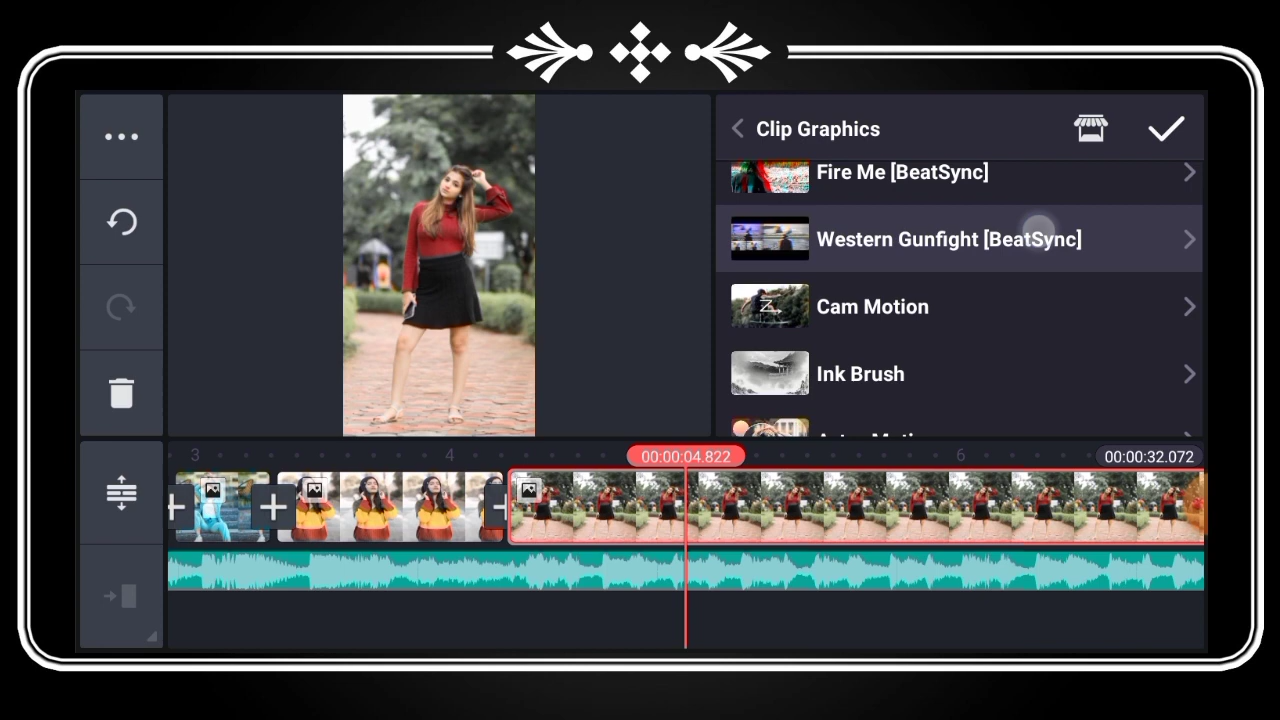 Clip Graphics
Fire Me [BeatSync]
Western Gunfight [BeatSync]
Cam Motion
Ink Brush
3
4
00:00:04.822
6
00:00:32.072